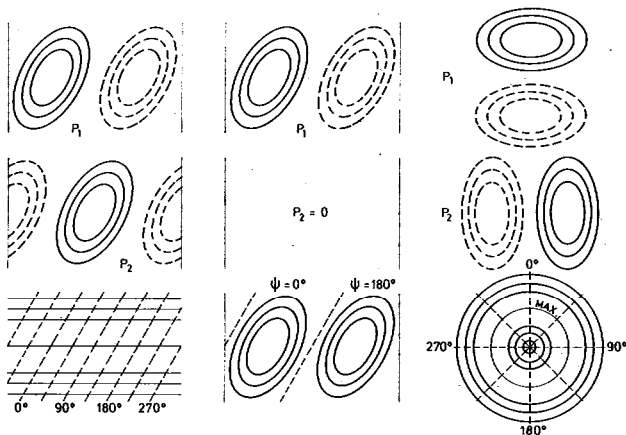 P₁
P₁
P₁
P₂
P₂ = 0
P₂
0° 90° 180° 270°
ψ = 0° ψ = 180°
0°
MAX
270° 90°
180°